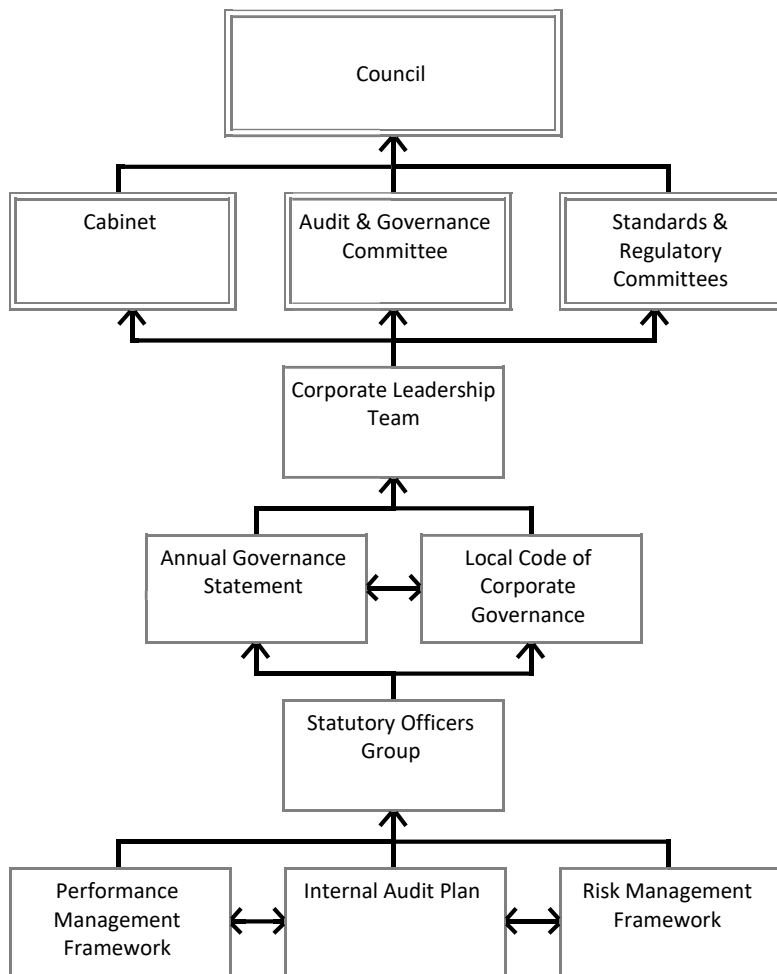 Council
Cabinet
Audit & Governance
Committee
Standards &
Regulatory
Committees
Corporate Leadership
Team
Annual Governance
Statement
Local Code of
Corporate
Governance
Statutory Officers
Group
Performance
Management
Framework
Internal Audit Plan
Risk Management
Framework